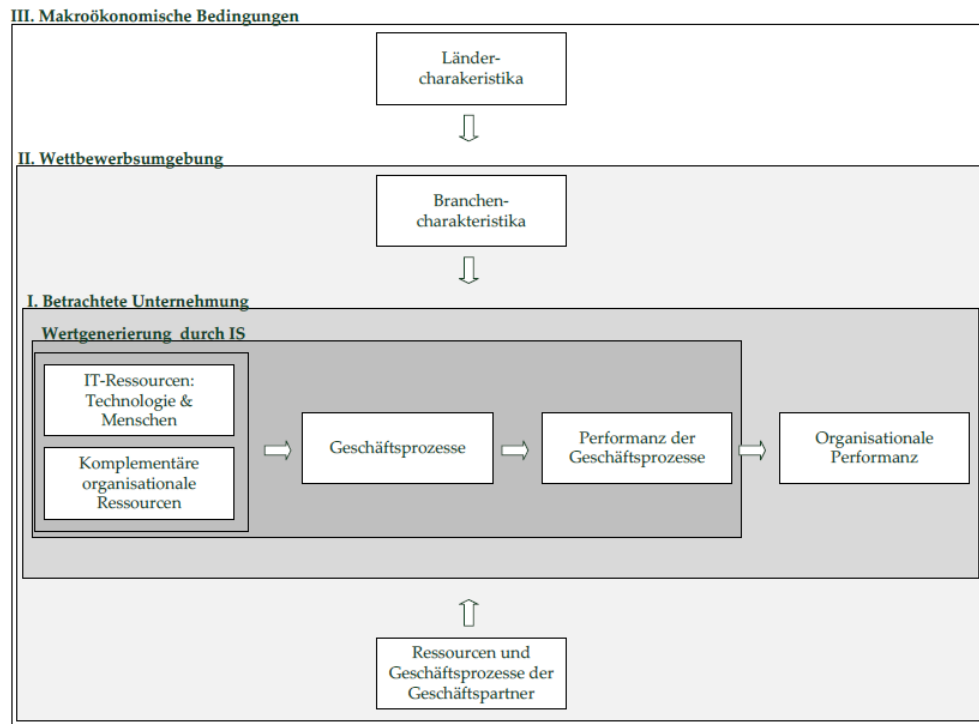 III. Makroökonomische Bedingungen
Länder-
charakeristika
II. Wettbewerbsumgebung
Branchen-
charakteristika
I. Betrachtete Unternehmung
Wertgenerierung durch IS
IT-Ressourcen:
Technologie &
Menschen
Komplementäre
organisationale
Ressourcen
Geschäftsprozesse
Performanz der
Geschäftsprozesse
Organisationale
Performanz
Ressourcen und
Geschäftsprozesse der
Geschäftspartner